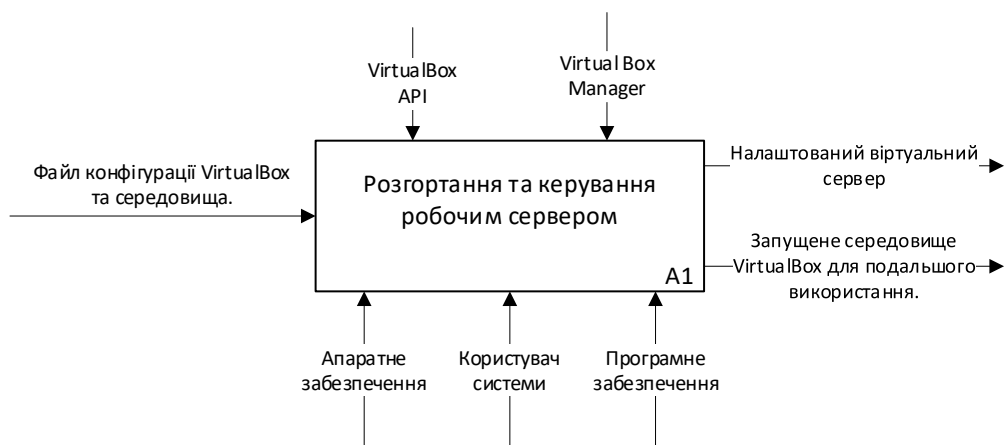 VirtualBox
API
Virtual Box
Manager
Файл конфігурації VirtualBox
та середовища.
Розгортання та керування
робочим сервером
A1
Налаштований віртуальний
сервер
Запущене середовище
VirtualBox для подальшого
використання.
Апаратне
забезпечення
Користувач
системи
Програмне
забезпечення